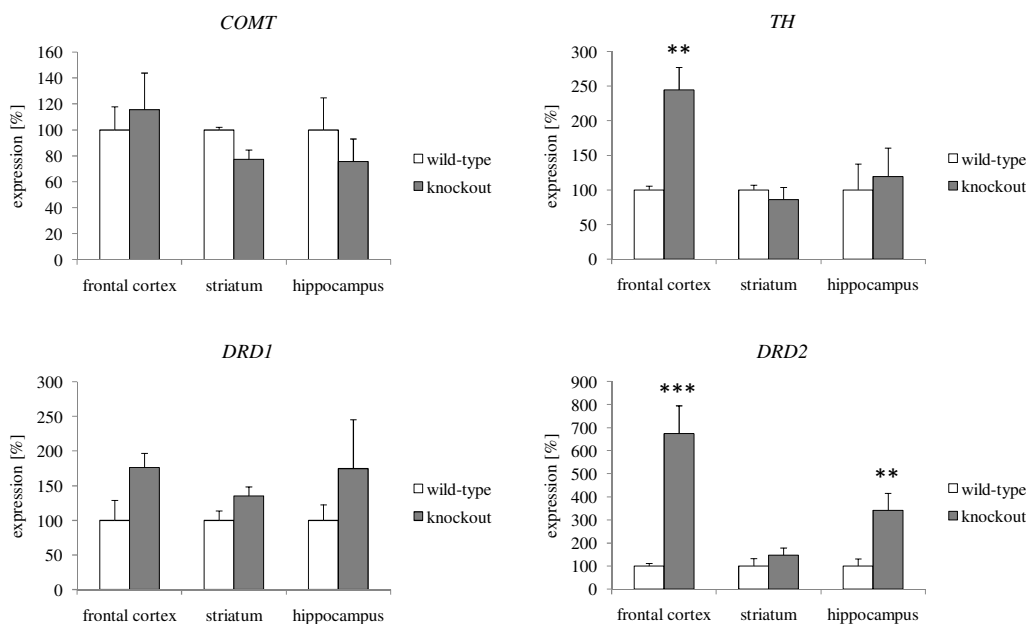 COMT
160
140
120
100
80
60
40
20
0
expression [%]
frontal cortex striatum hippocampus
wild-type
knockout
TH
300
250
200
150
100
50
0
expression [%]
**
frontal cortex striatum hippocampus
wild-type
knockout
DRD1
300
250
200
150
100
50
0
expression [%]
frontal cortex striatum hippocampus
wild-type
knockout
DRD2
900
800
700
600
500
400
300
200
100
0
expression [%]
***
**
frontal cortex striatum hippocampus
wild-type
knockout